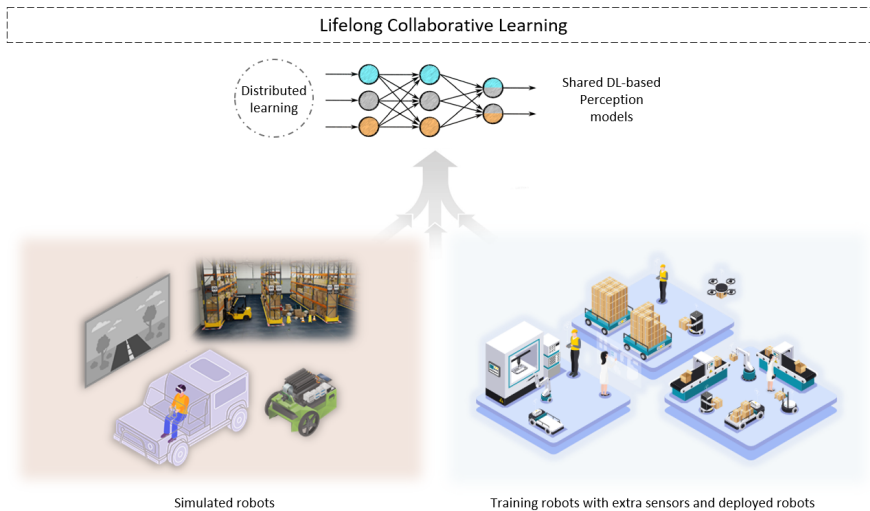 Lifelong Collaborative Learning
Distributed
learning
Shared DL-based
Perception
models
Simulated robots
Training robots with extra sensors and deployed robots